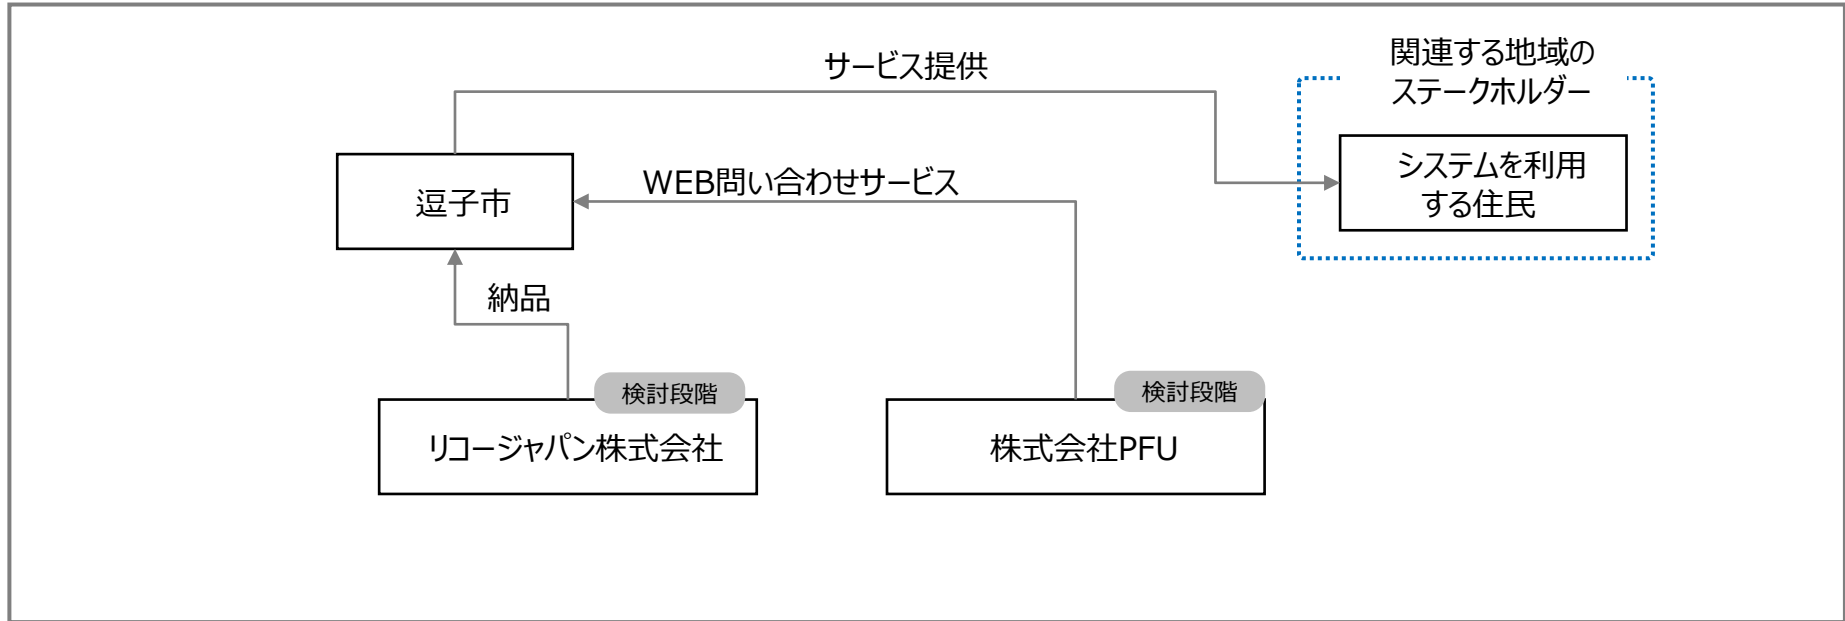 サービス提供
関連する地域の
ステークホルダー
WEB問い合わせサービス
逗子市
システムを利用
する住民
納品
検討段階
検討段階
リコージャパン株式会社
株式会社PFU